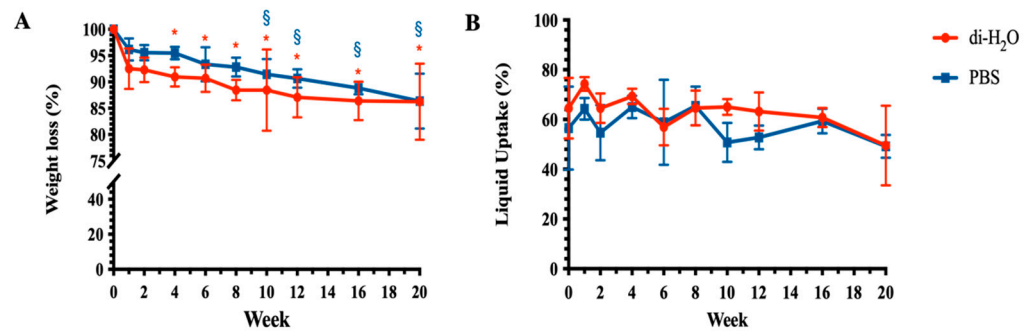 A
Weight loss (%)
100
95
90
85
80
75
40
20
0
* * * * * * *
§ § § §
0 2 4 6 8 10 12 14 16 18 20
Week
B
Liquid Uptake (%)
100
80
60
40
20
0
0 2 4 6 8 10 12 14 16 18 20
Week
di-H₂O
PBS